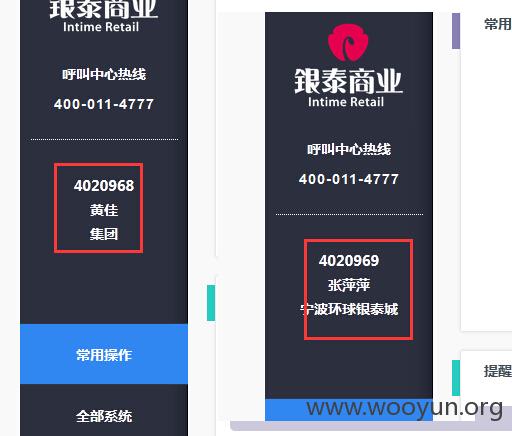 银泰商业
Intime Retail
呼叫中心热线
400-011-4777
4020968
黄佳
集团
常用操作
全部系统
银泰商业
Intime Retail
呼叫中心热线
400-011-4777
4020969
张萍萍
宁波环球银泰城
常用
提醒
www.wooyun.org